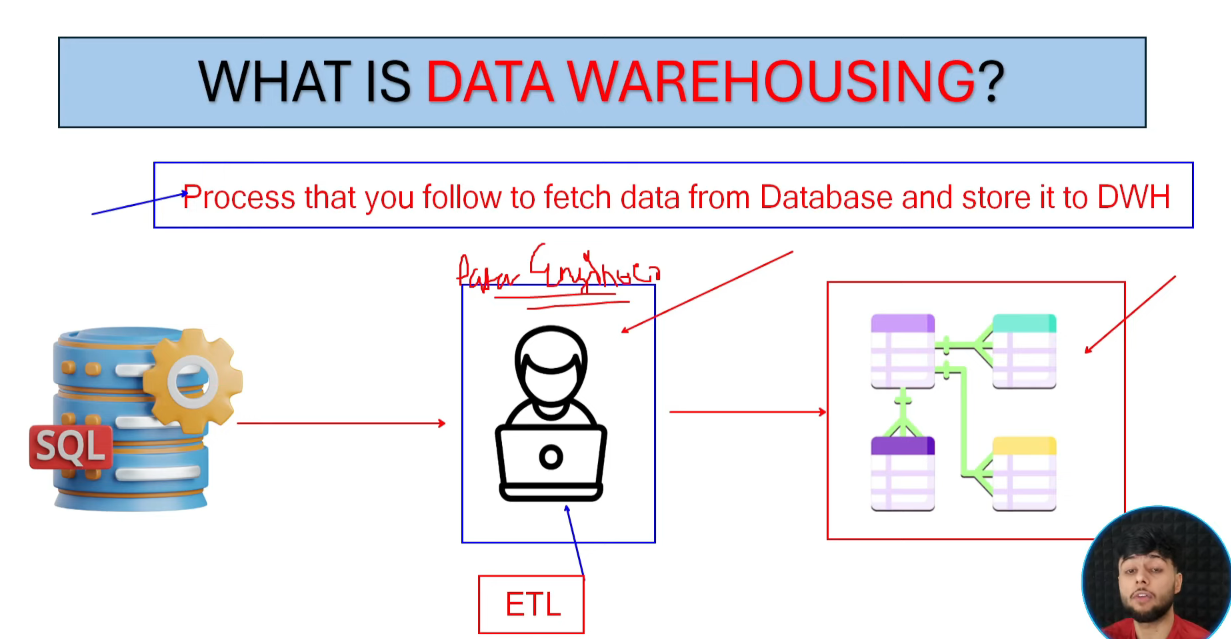 WHAT IS DATA WAREHOUSING?
Process that you follow to fetch data from Database and store it to DWH
SQL
ETL